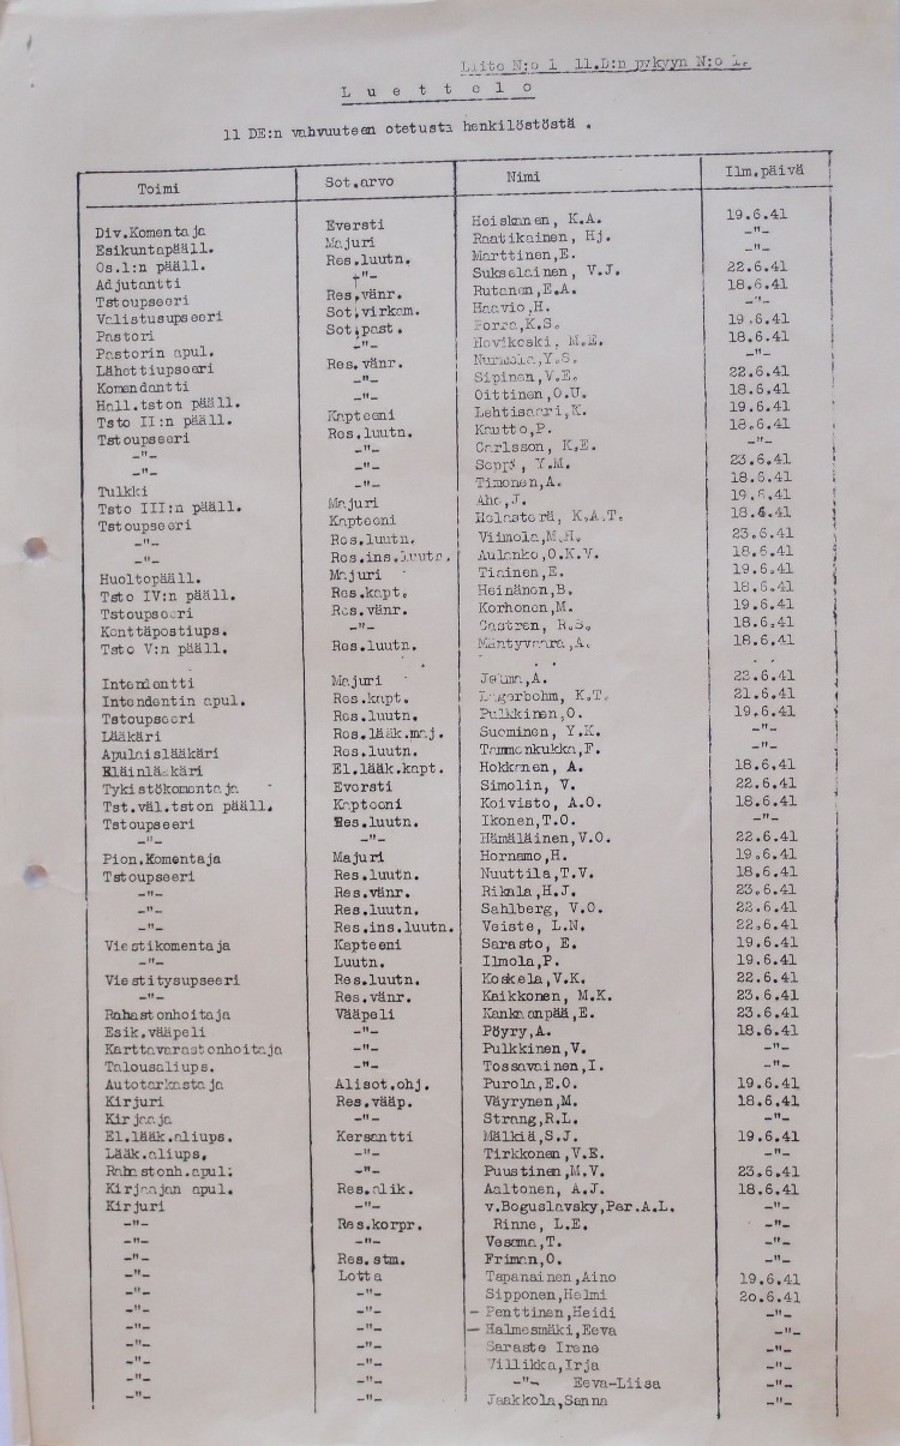 Liite N:o 1 11.D:n pvkyyn N:o 1.
L u e t t e l o
11 DE:n vahvuuteen otetusta henkilöstöstä .
Toimi Sot.arvo Nimi Ilm.päivä
Div.Komentaja Eversti Heiskanen, K.A. 19.6.41
Esikuntapääll. Majuri Raatikainen, Hj. -"-
Os.1:n pääll. Res.luutn. Marttinen,E. -"-
Adjutantti -"- Sukselainen, V.J. 22.6.41
Tstoupseeri Res.vänr. Rutanen,E.A. 18.6.41
Valistusupseeri Sot.virkam. Haavio,H. -"-
Pastori Sot.past. K.S. 19.6.41
Pastorin apul. -"- Hovikoski, M.E. 18.6.41
Lähettiupseeri Res.vänr. Nurmola,Y.S. -"-
Komendantti -"- Sipinen,V.E. 22.6.41
Hall.tston pääll. -"- Oittinen,O.U. 18.6.41
Tsto II:n pääll. Kapteeni Lehtisaari,K. 19.6.41
Tstoupseeri Res.luutn. Kautto,P. 18.6.41
-"- -"- Carlsson, K.E. -"-
-"- -"- Seppä, Y.M. 23.6.41
Tulkki -"- Timonen,A. 18.6.41
Tsto III:n pääll. Majuri Aho,J. 19.6.41
Tstoupseeri Kapteeni Helasterä, K.A.T. 18.6.41
-"- Res.luutn. Viimola,M.H. 23.6.41
-"- Res.ins.luutn. Aulanko,O.K.V. 18.6.41
Huoltopääll. Majuri Tiainen,E. 19.6.41
Tsto IV:n pääll. Res.kapt. Heinänen,B. 18.6.41
Tstoupseeri Res.vänr. Korhonen,M. 19.6.41
Kenttäpostiups. -"- Castren, R.S. 18.6.41
Tsto V:n pääll. Res.luutn. Mäntyvaara,A. 18.6.41
Intendentti Majuri Jauma,A. 22.6.41
Intendentin apul. Res.kapt. Lagerbohm, K.T. 21.6.41
Tstoupseeri Res.luutn. Pulkkinen,O. 19.6.41
Lääkäri Res.lääk.maj. Suominen, Y.K. -"-
Apulaislääkäri Res.luutn. Tammenkukka,F. -"-
Eläinlääkäri El.lääk.kapt. Hokkanen, A. 18.6.41
Tykistökomentaja Eversti Simolin, V. 22.6.41
Tst.väl.tston pääll. Kapteeni Koivisto, A.O. 18.6.41
Tstoupseeri Res.luutn. Ikonen,T.O. -"-
-"- -"- Hämäläinen,V.O. 22.6.41
Pion.Komentaja Majuri Hornamo,H. 19.6.41
Tstoupseeri Res.luutn. Nuuttila,T.V. 18.6.41
-"- Res.vänr. Rikala,H.J. 23.6.41
-"- Res.luutn. Sahlberg, V.O. 22.6.41
-"- Res.ins.luutn. Veiste, L.N. 22.6.41
Viestikomentaja Kapteeni Sarasto, E. 19.6.41
-"- Luutn. Ilmola,P. 19.6.41
Viestitysupseeri Res.luutn. Koskela,V.K. 22.6.41
-"- Res.vänr. Kaikkonen, M.K. 23.6.41
Rahastonhoitaja Vääpeli Kankaanpää,E. 23.6.41
Esik.vääpeli -"- Pöyry,A. 18.6.41
Karttavarastonhoitaja -"- Pulkkinen,V. -"-
Talousaliups. -"- Tossavainen,I. -"-
Autotarkastaja Alisot.ohj. Purola,E.O. 19.6.41
Kirjuri Res.vääp. Väyrynen,M. 18.6.41
Kirjaaja -"- Strang,R.L. -"-
El.lääk.aliups. Kersantti Mälkiä,S.J. 19.6.41
Lääk.aliups. -"- Tirkkonen,V.E. -"-
Rahastonh.apul: -"- Puustinen,M.V. 23.6.41
Kirjaajan apul. Res.alik. Aaltonen, A.J. 18.6.41
Kirjuri -"- v.Boguslavsky,Per.A.L. -"-
-"- Res.korpr. Rinne, L.E. -"-
-"- -"- Vesama,T. -"-
-"- Res.stm. Friman,O. -"-
-"- Lotta Tapanainen,Aino 19.6.41
-"- -"- Sipponen,Helmi 20.6.41
-"- -"- - Penttinen,Heidi -"-
-"- -"- - Halmesmäki,Eeva -"-
-"- -"- Saraste Irene -"-
-"- -"- Villikka,Irja -"-
-"- -"- -"- Eeva-Liisa -"-
-"- -"- Jaakkola,Sanna -"-